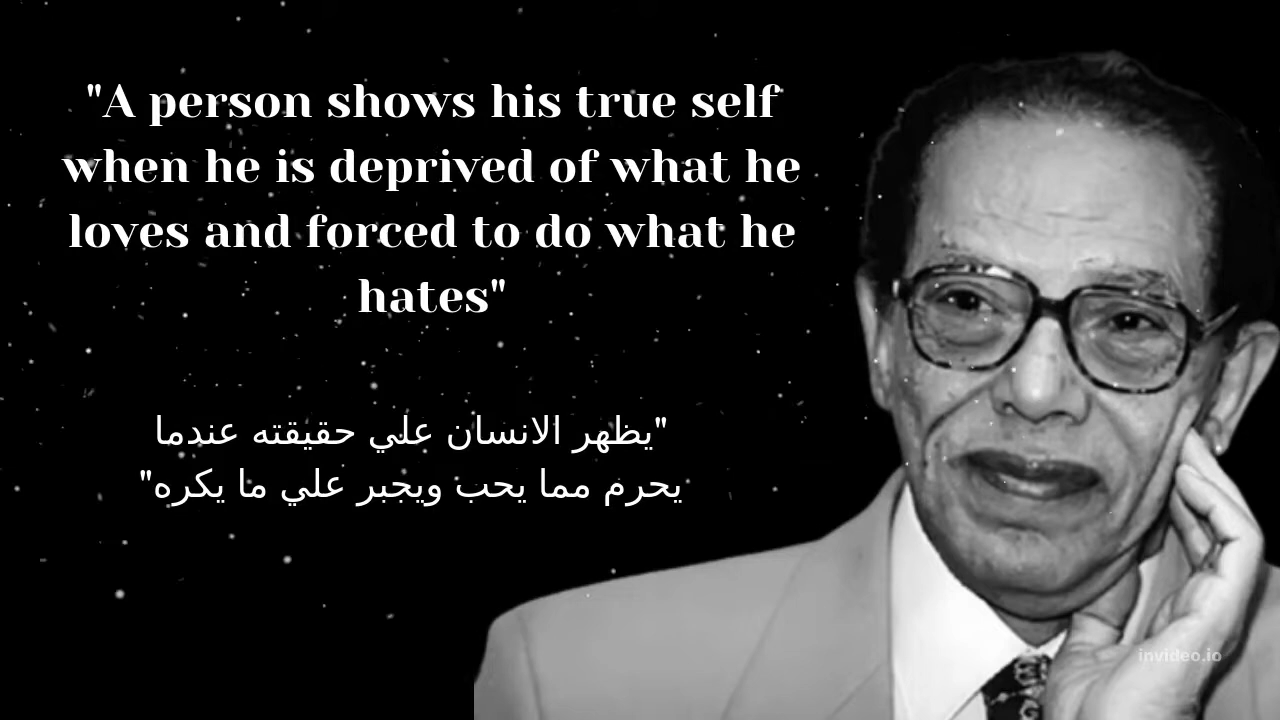 "A person shows his true self
when he is deprived of what he
loves and forced to do what he
hates"
"يظهر الانسان علي حقيقته عندما
يحرم مما يحب ويجبر علي ما يكره"
invideo.io